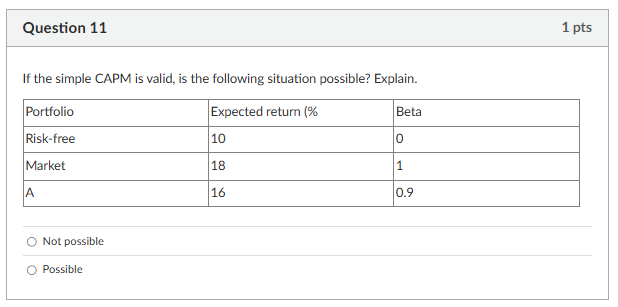 Question 11 1 pts
If the simple CAPM is valid, is the following situation possible? Explain.
Portfolio Expected return (% Beta
Risk-free 10 0
Market 18 1
A 16 0.9
Not possible
Possible